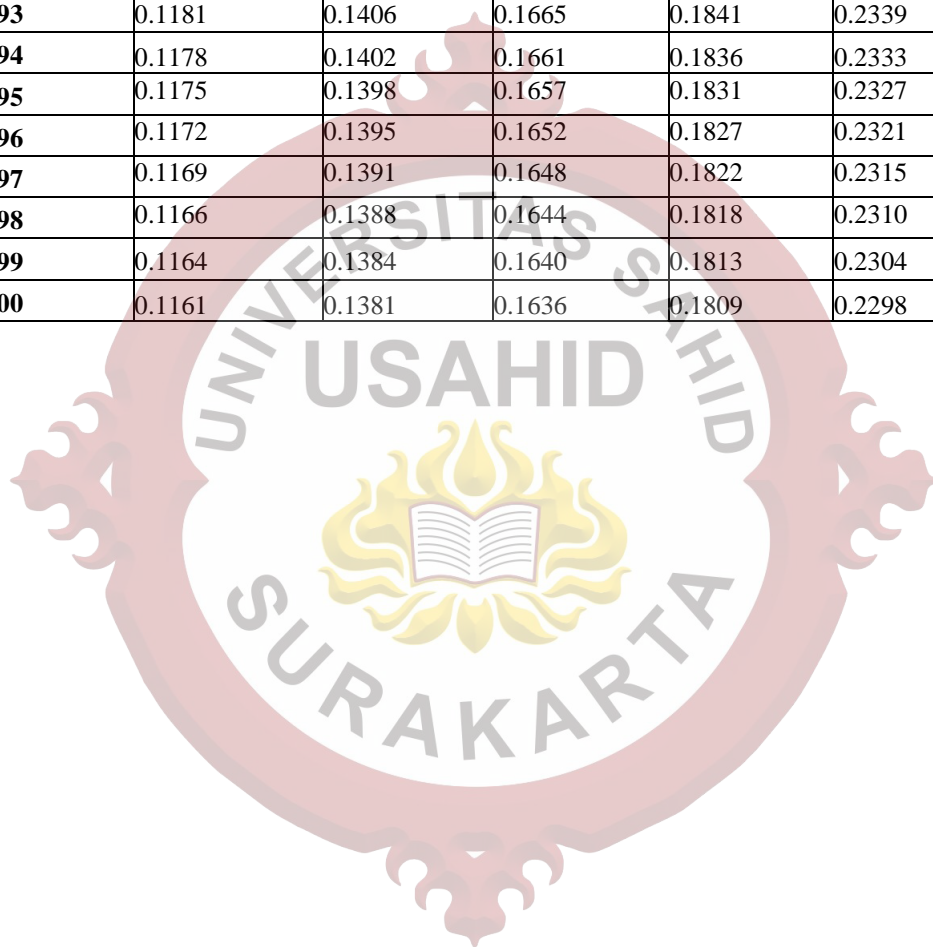 93 0.1181 0.1406 0.1665 0.1841 0.2339
94 0.1178 0.1402 0.1661 0.1836 0.2333
95 0.1175 0.1398 0.1657 0.1831 0.2327
96 0.1172 0.1395 0.1652 0.1827 0.2321
97 0.1169 0.1391 0.1648 0.1822 0.2315
98 0.1166 0.1388 0.1644 0.1818 0.2310
99 0.1164 0.1384 0.1640 0.1813 0.2304
00 0.1161 0.1381 0.1636 0.1809 0.2298
UNIVERSITAS SAHID
USAHID
SURAKARTA